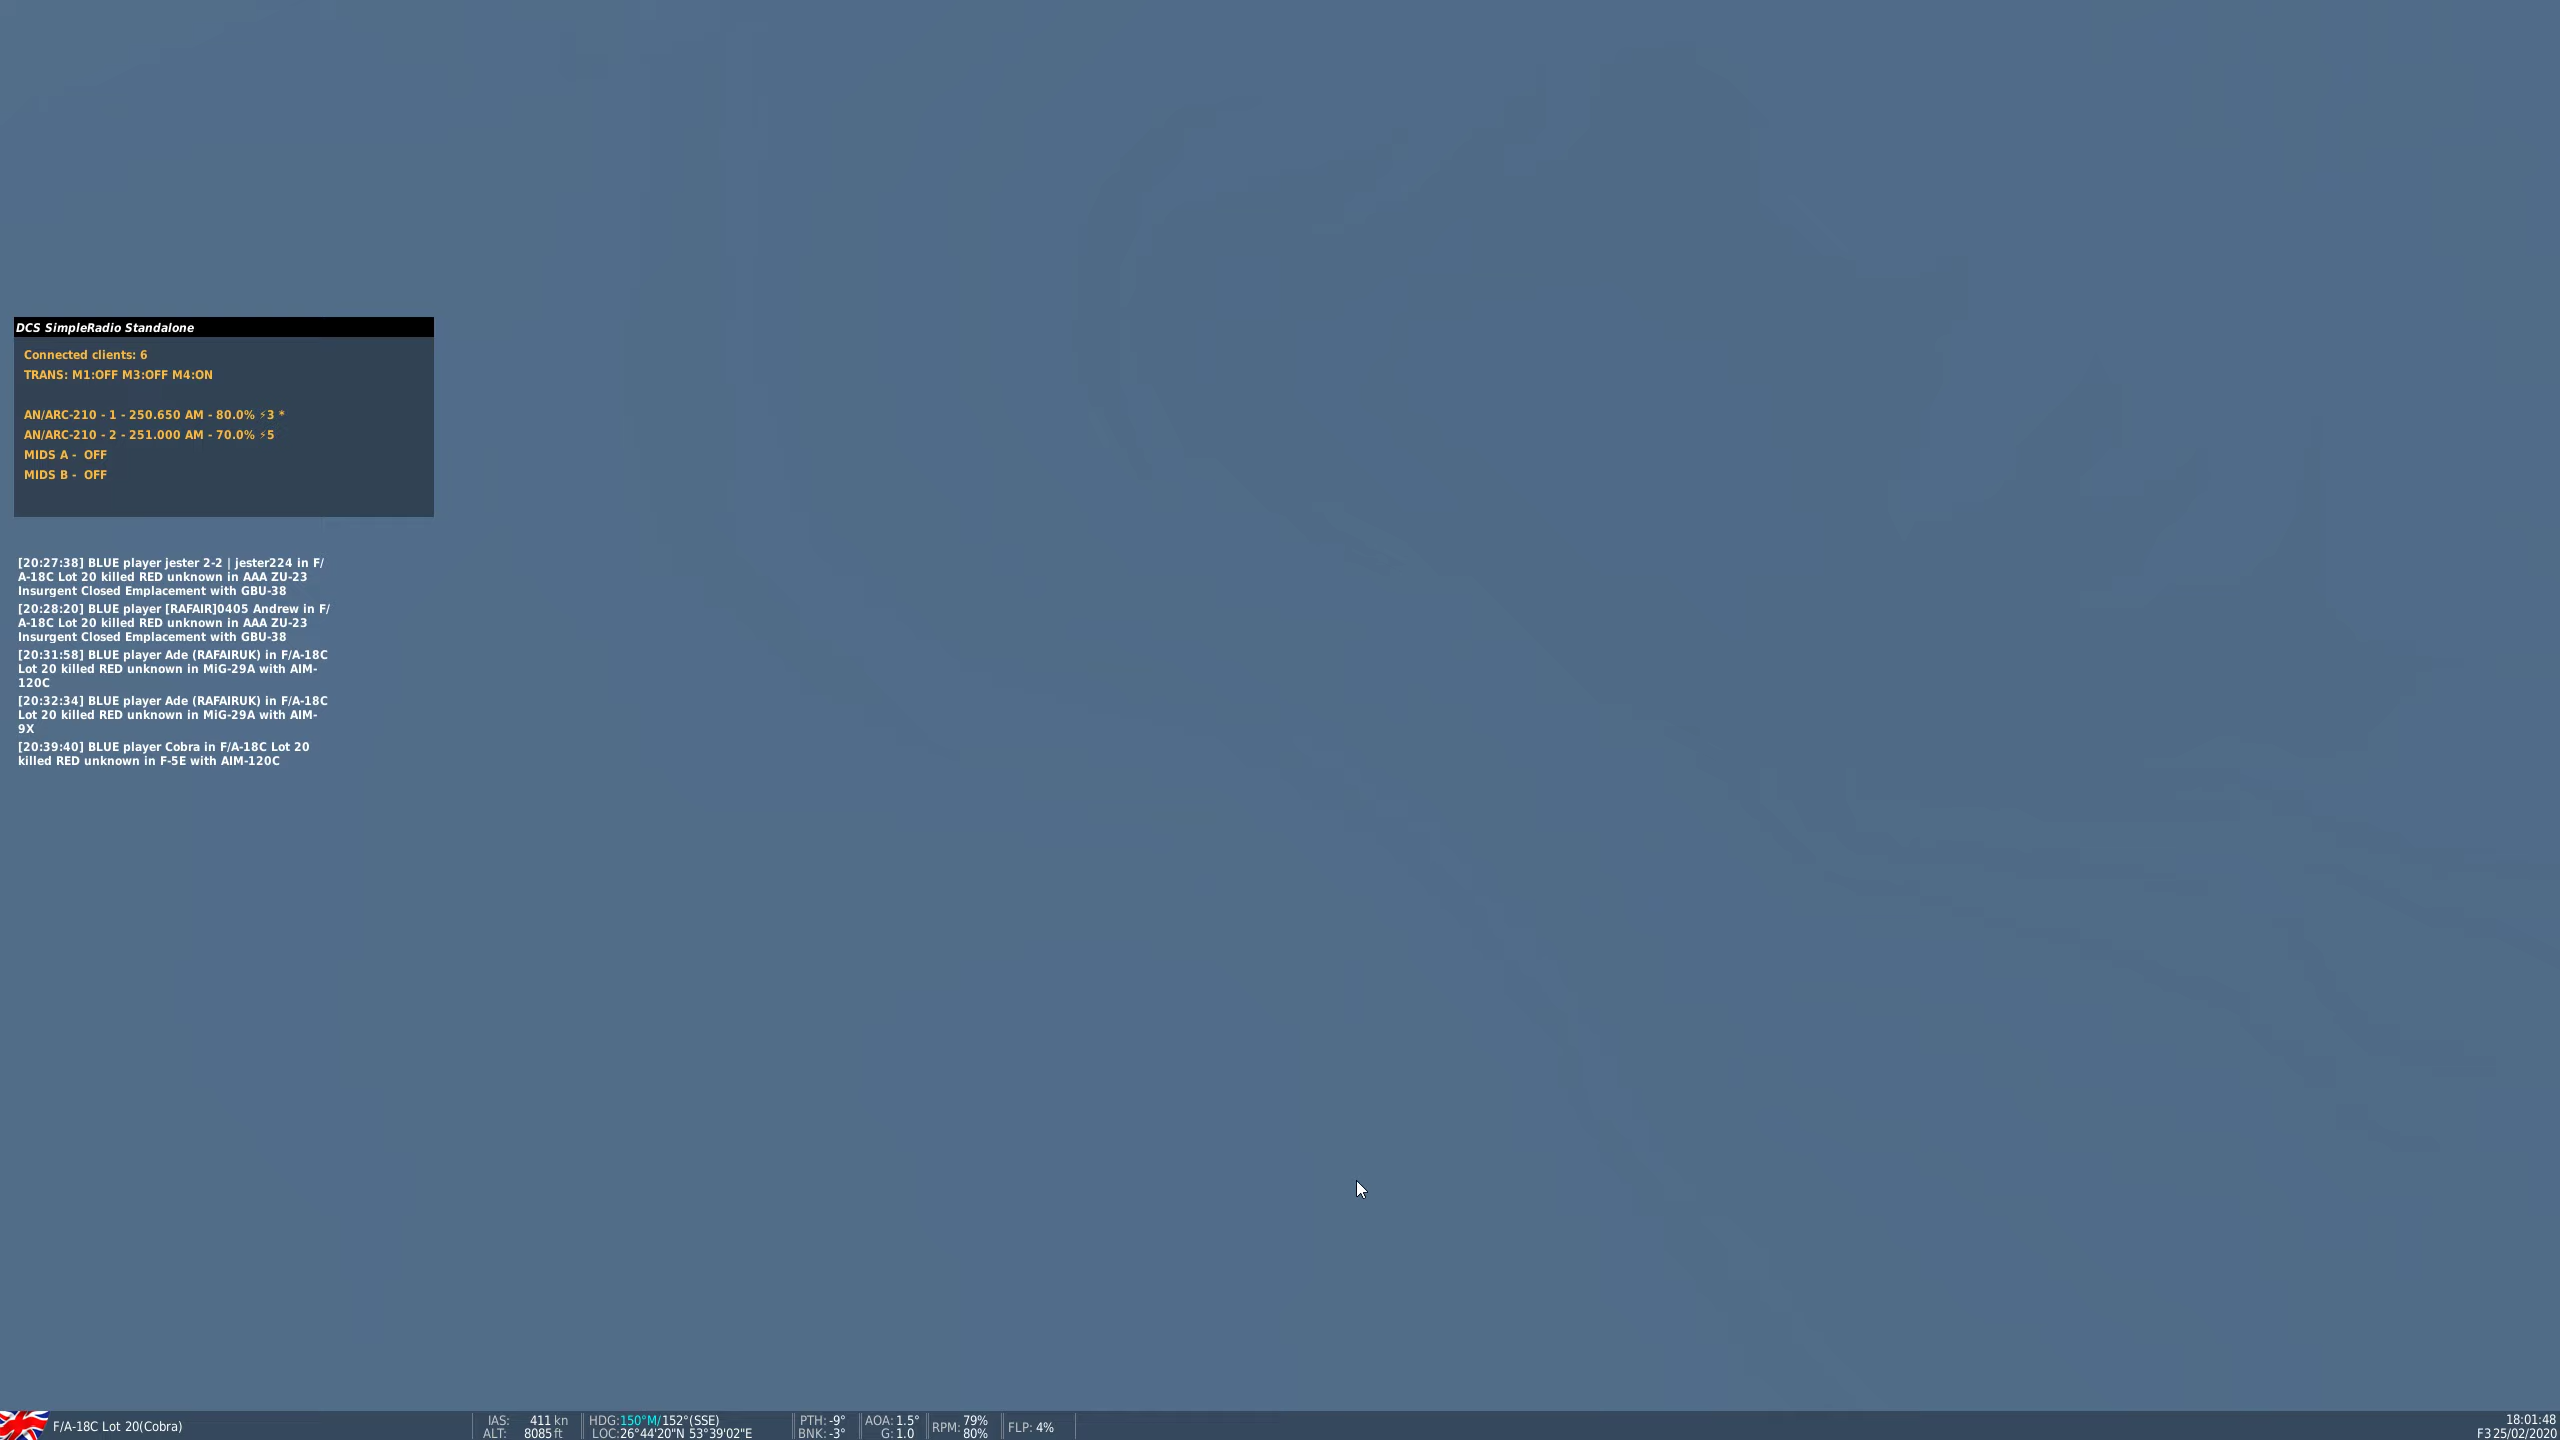 DCS SimpleRadio Standalone
Connected clients: 6
TRANS: M1:OFF M3:OFF M4:ON
AN/ARC-210 - 1 - 250.650 AM - 80.0% ⚡3 *
AN/ARC-210 - 2 - 251.000 AM - 70.0% ⚡5
MIDS A -  OFF
MIDS B -  OFF
[20:27:38] BLUE player jester 2-2 | jester224 in F/
A-18C Lot 20 killed RED unknown in AAA ZU-23
Insurgent Closed Emplacement with GBU-38
[20:28:20] BLUE player [RAFAIR]0405 Andrew in F/
A-18C Lot 20 killed RED unknown in AAA ZU-23
Insurgent Closed Emplacement with GBU-38
[20:31:58] BLUE player Ade (RAFAIRUK) in F/A-18C
Lot 20 killed RED unknown in MiG-29A with AIM-
120C
[20:32:34] BLUE player Ade (RAFAIRUK) in F/A-18C
Lot 20 killed RED unknown in MiG-29A with AIM-
9X
[20:39:40] BLUE player Cobra in F/A-18C Lot 20
killed RED unknown in F-5E with AIM-120C
F/A-18C Lot 20(Cobra)
IAS: 411 kn
ALT: 8085 ft
HDG:150°M/152°(SSE)
LOC:26°44'20"N 53°39'02"E
PTH: -9°
BNK: -3°
AOA: 1.5°
G: 1.0
RPM: 79%
80%
FLP: 4%
18:01:48
F3 25/02/2020